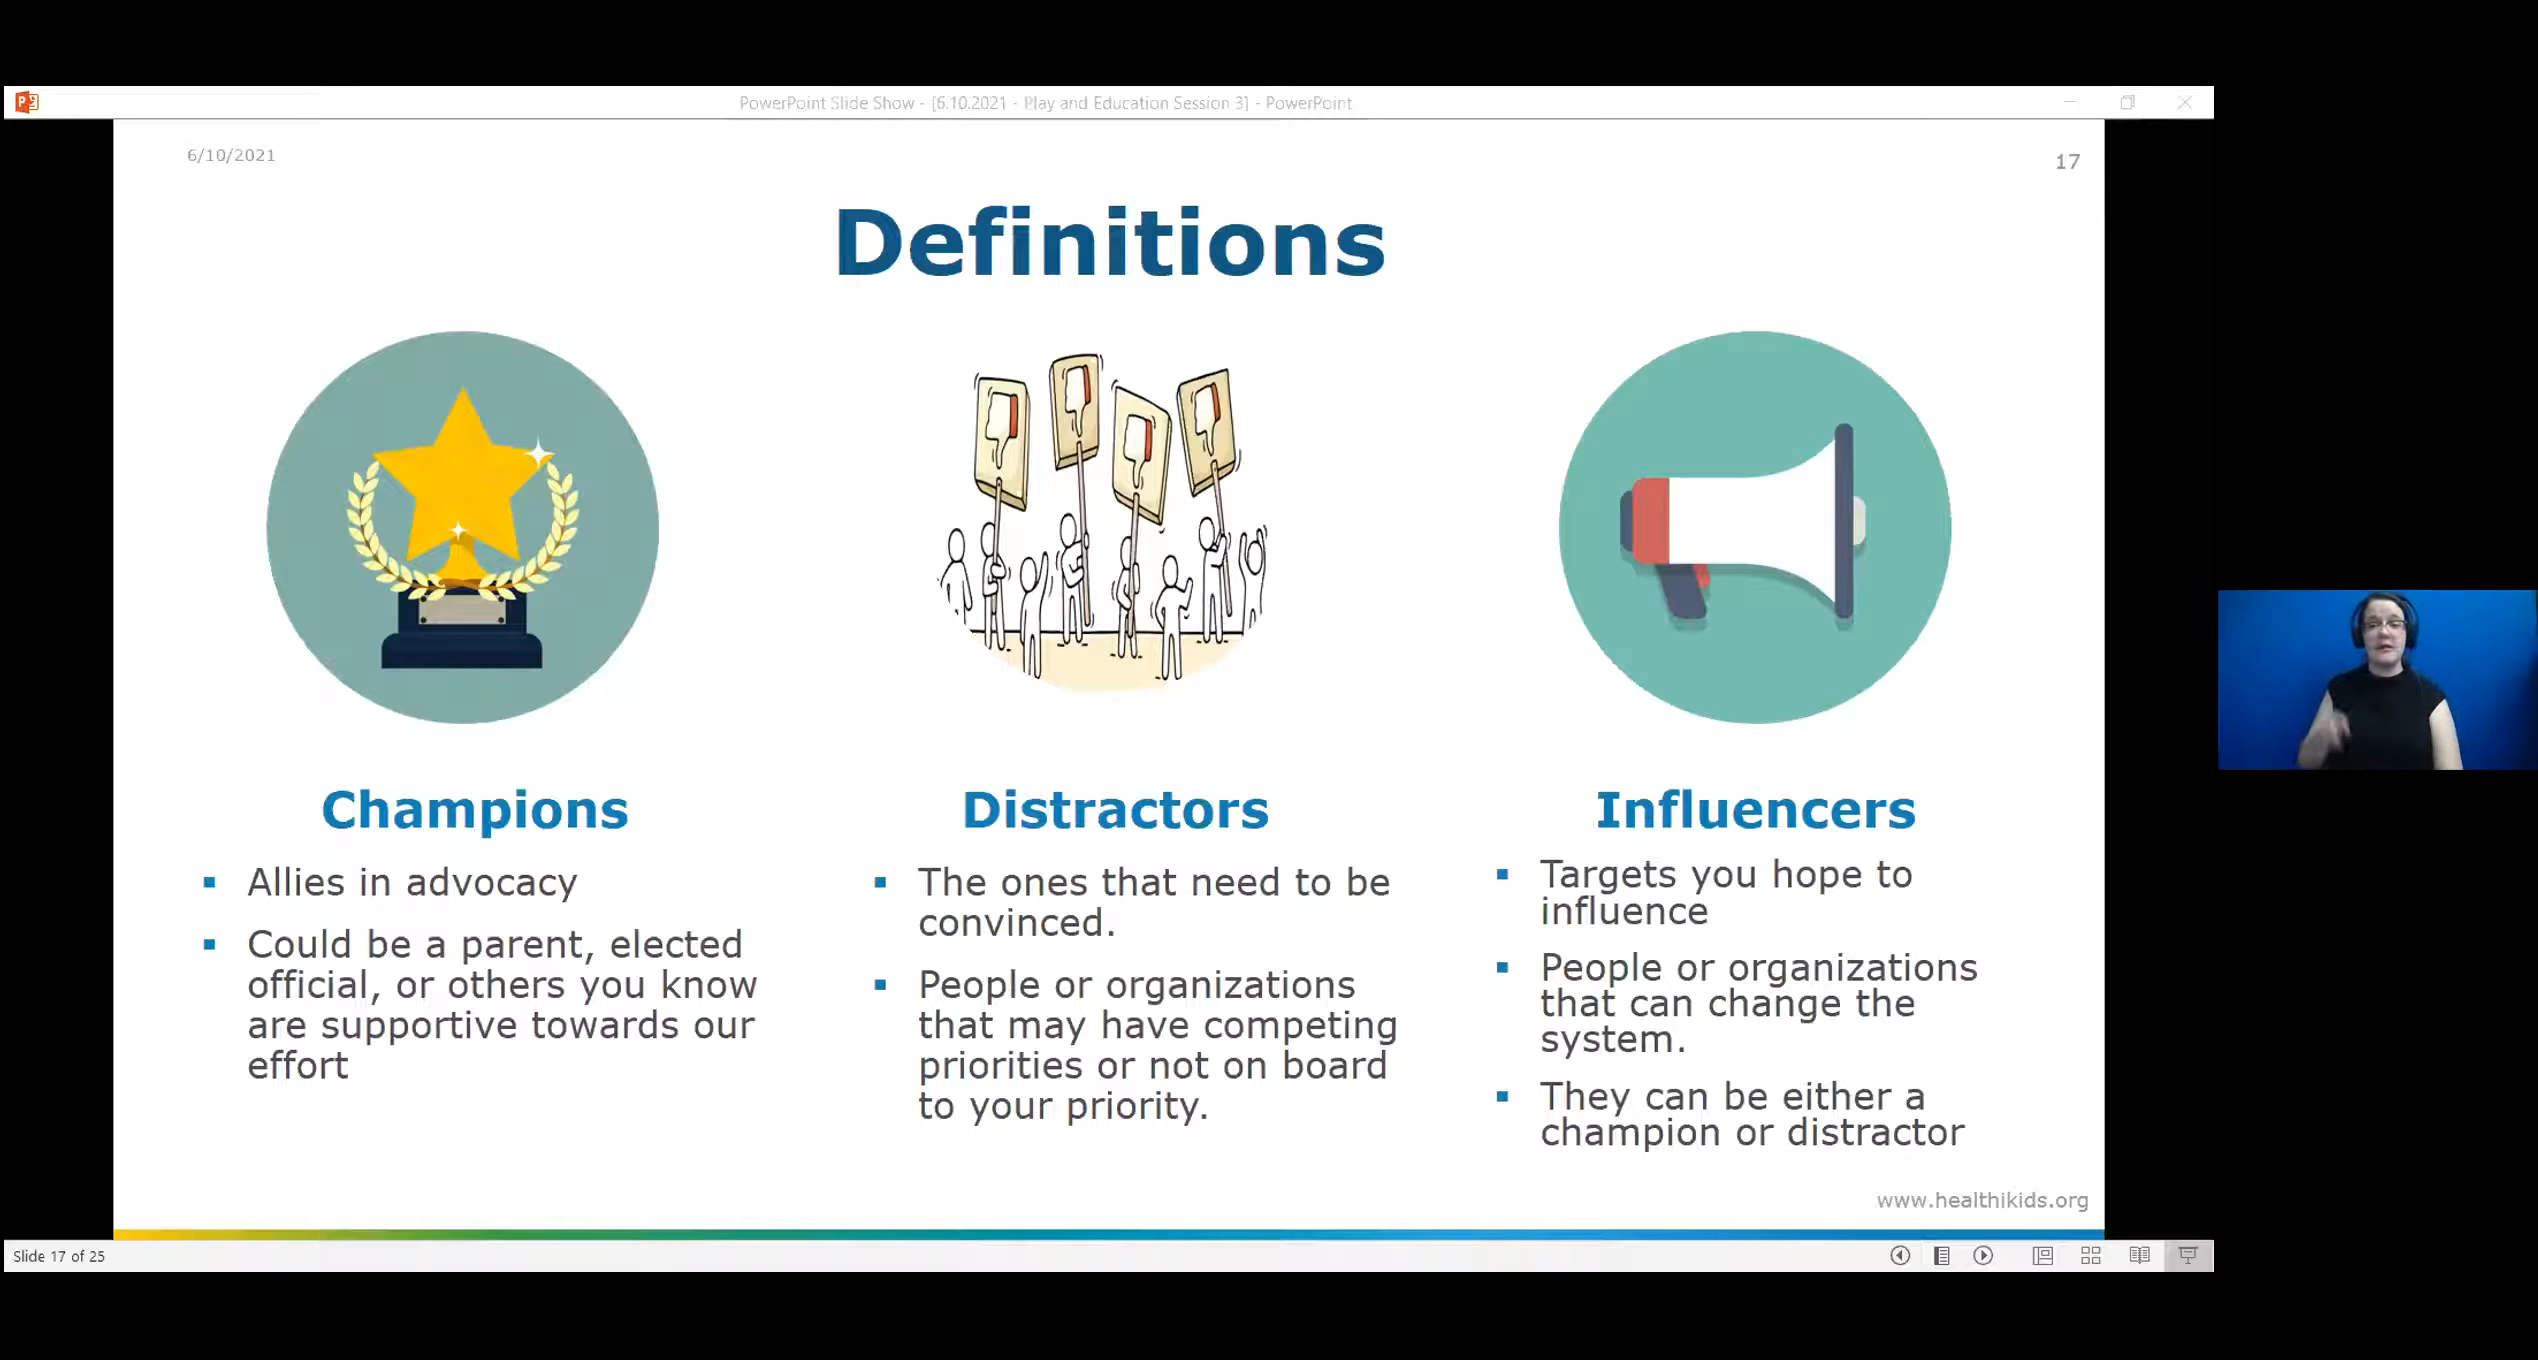 PowerPoint Slide Show - [6.10.2021 - Play and Education Session 3] - PowerPoint
6/10/2021
17
Definitions
Champions
▪ Allies in advocacy
▪ Could be a parent, elected
official, or others you know
are supportive towards our
effort
Distractors
▪ The ones that need to be
convinced.
▪ People or organizations
that may have competing
priorities or not on board
to your priority.
Influencers
▪ Targets you hope to
influence
▪ People or organizations
that can change the
system.
▪ They can be either a
champion or distractor
www.healthikids.org
Slide 17 of 25